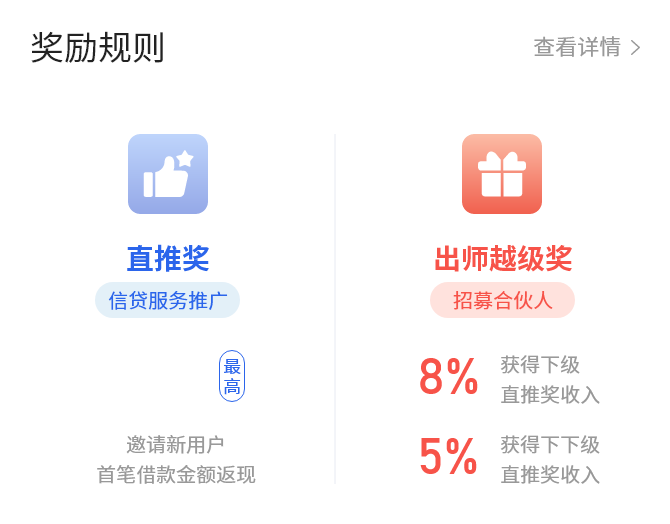 奖励规则
查看详情
直推奖
信贷服务推广
最高
邀请新用户
首笔借款金额返现
出师越级奖
招募合伙人
8% 获得下级
直推奖收入
5% 获得下下级
直推奖收入